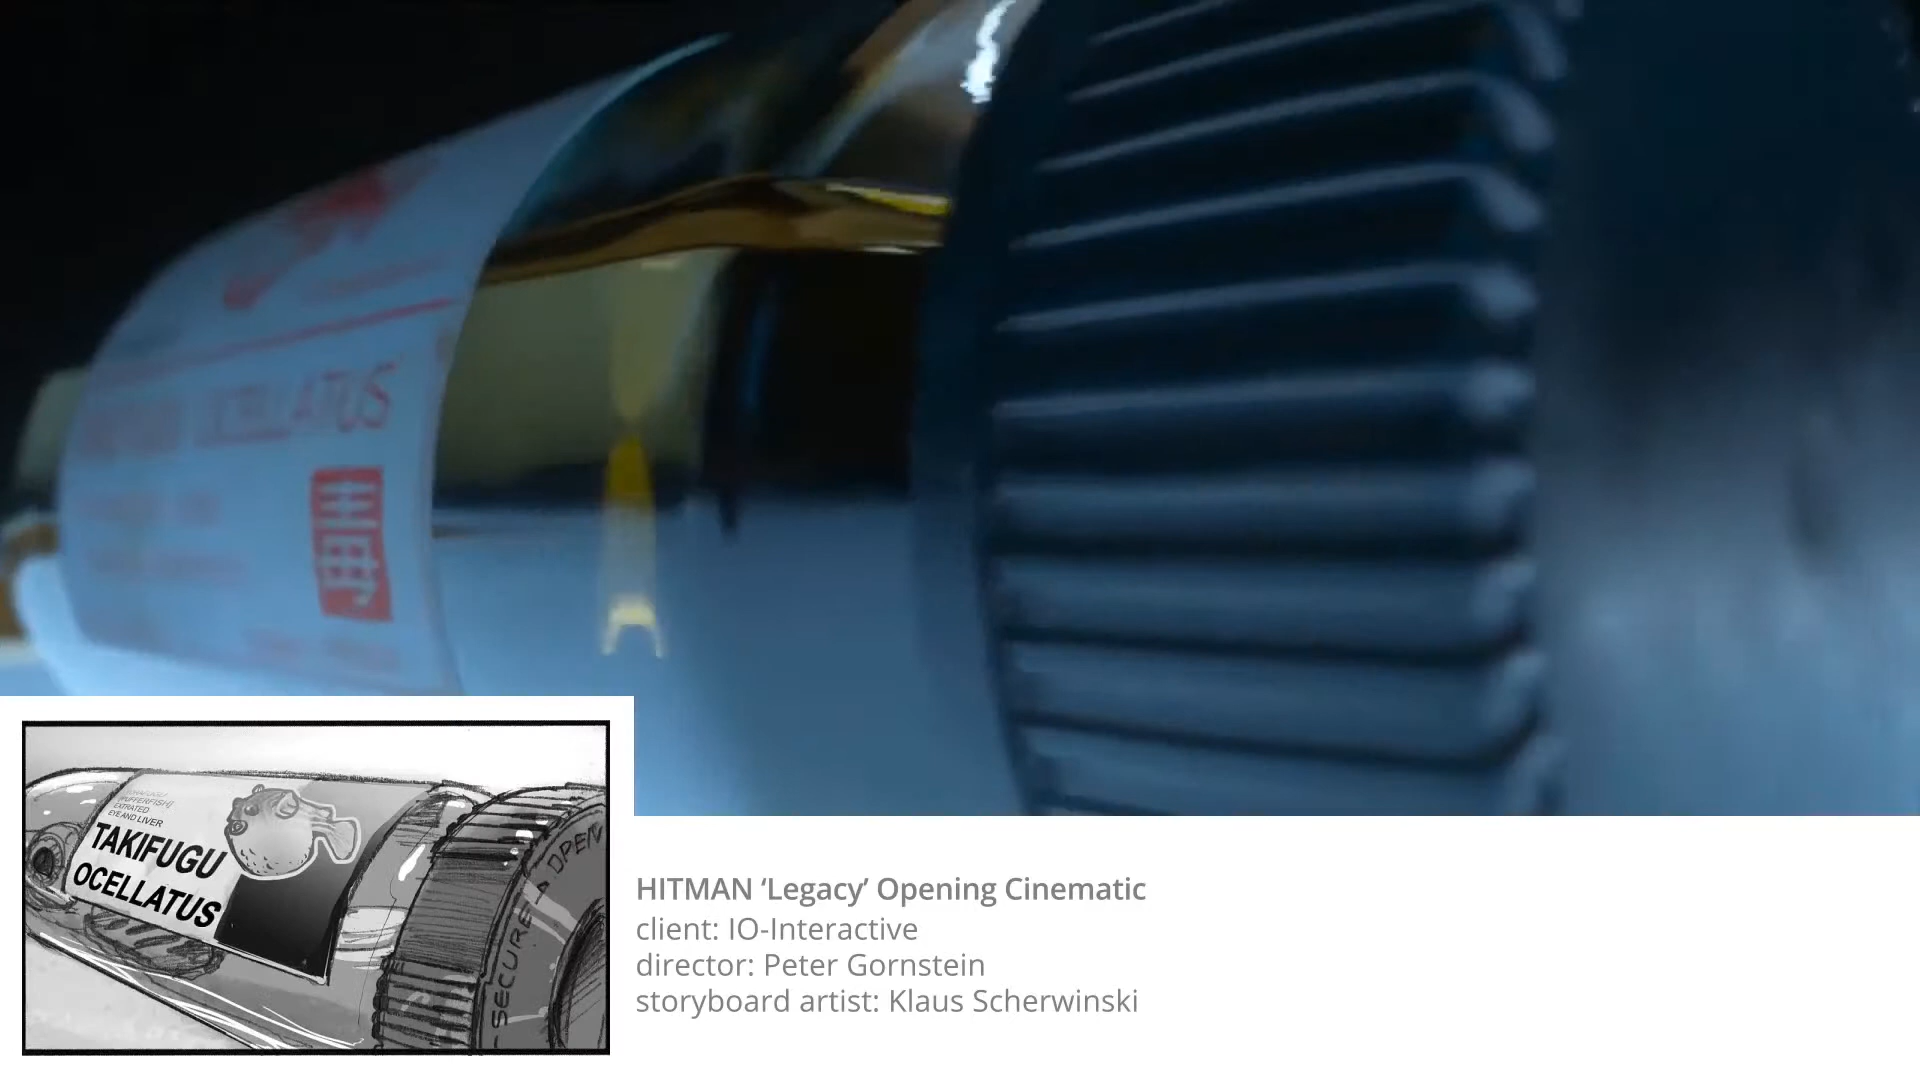 OCELLATUS
[PUFFERFISH]
EXTRATED
EYE AND LIVER
TAKIFUGU
OCELLATUS
SECURE
OPEN
HITMAN ‘Legacy’ Opening Cinematic
client: IO-Interactive
director: Peter Gornstein
storyboard artist: Klaus Scherwinski